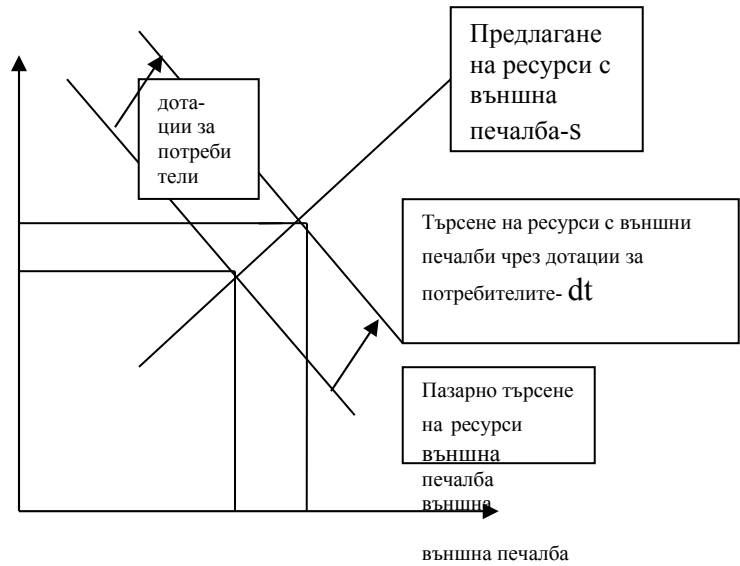 Предлагане
на ресурси с
външна
печалба-s
дота-
ции за
потреби
тели
Търсене на ресурси с външни
печалби чрез дотации за
потребителите- dt
Пазарно търсене
на ресурси
външна
печалба
външна
външна печалба